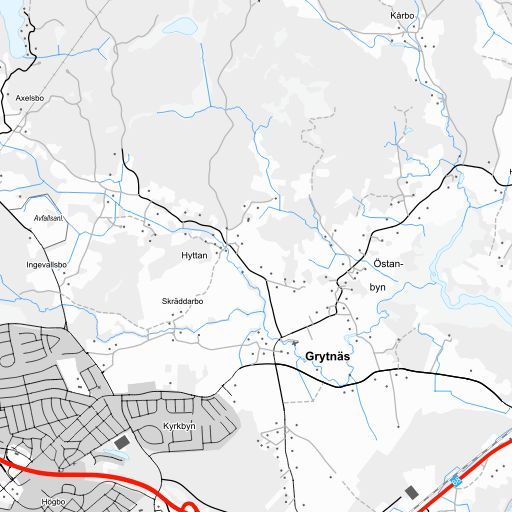 Kårbo
Axelsbo
Avfallsanl.
Hyttan
Östan-
byn
Ingevallsbo
Skräddarbo
Grytnäs
Kyrkbyn
Högbo